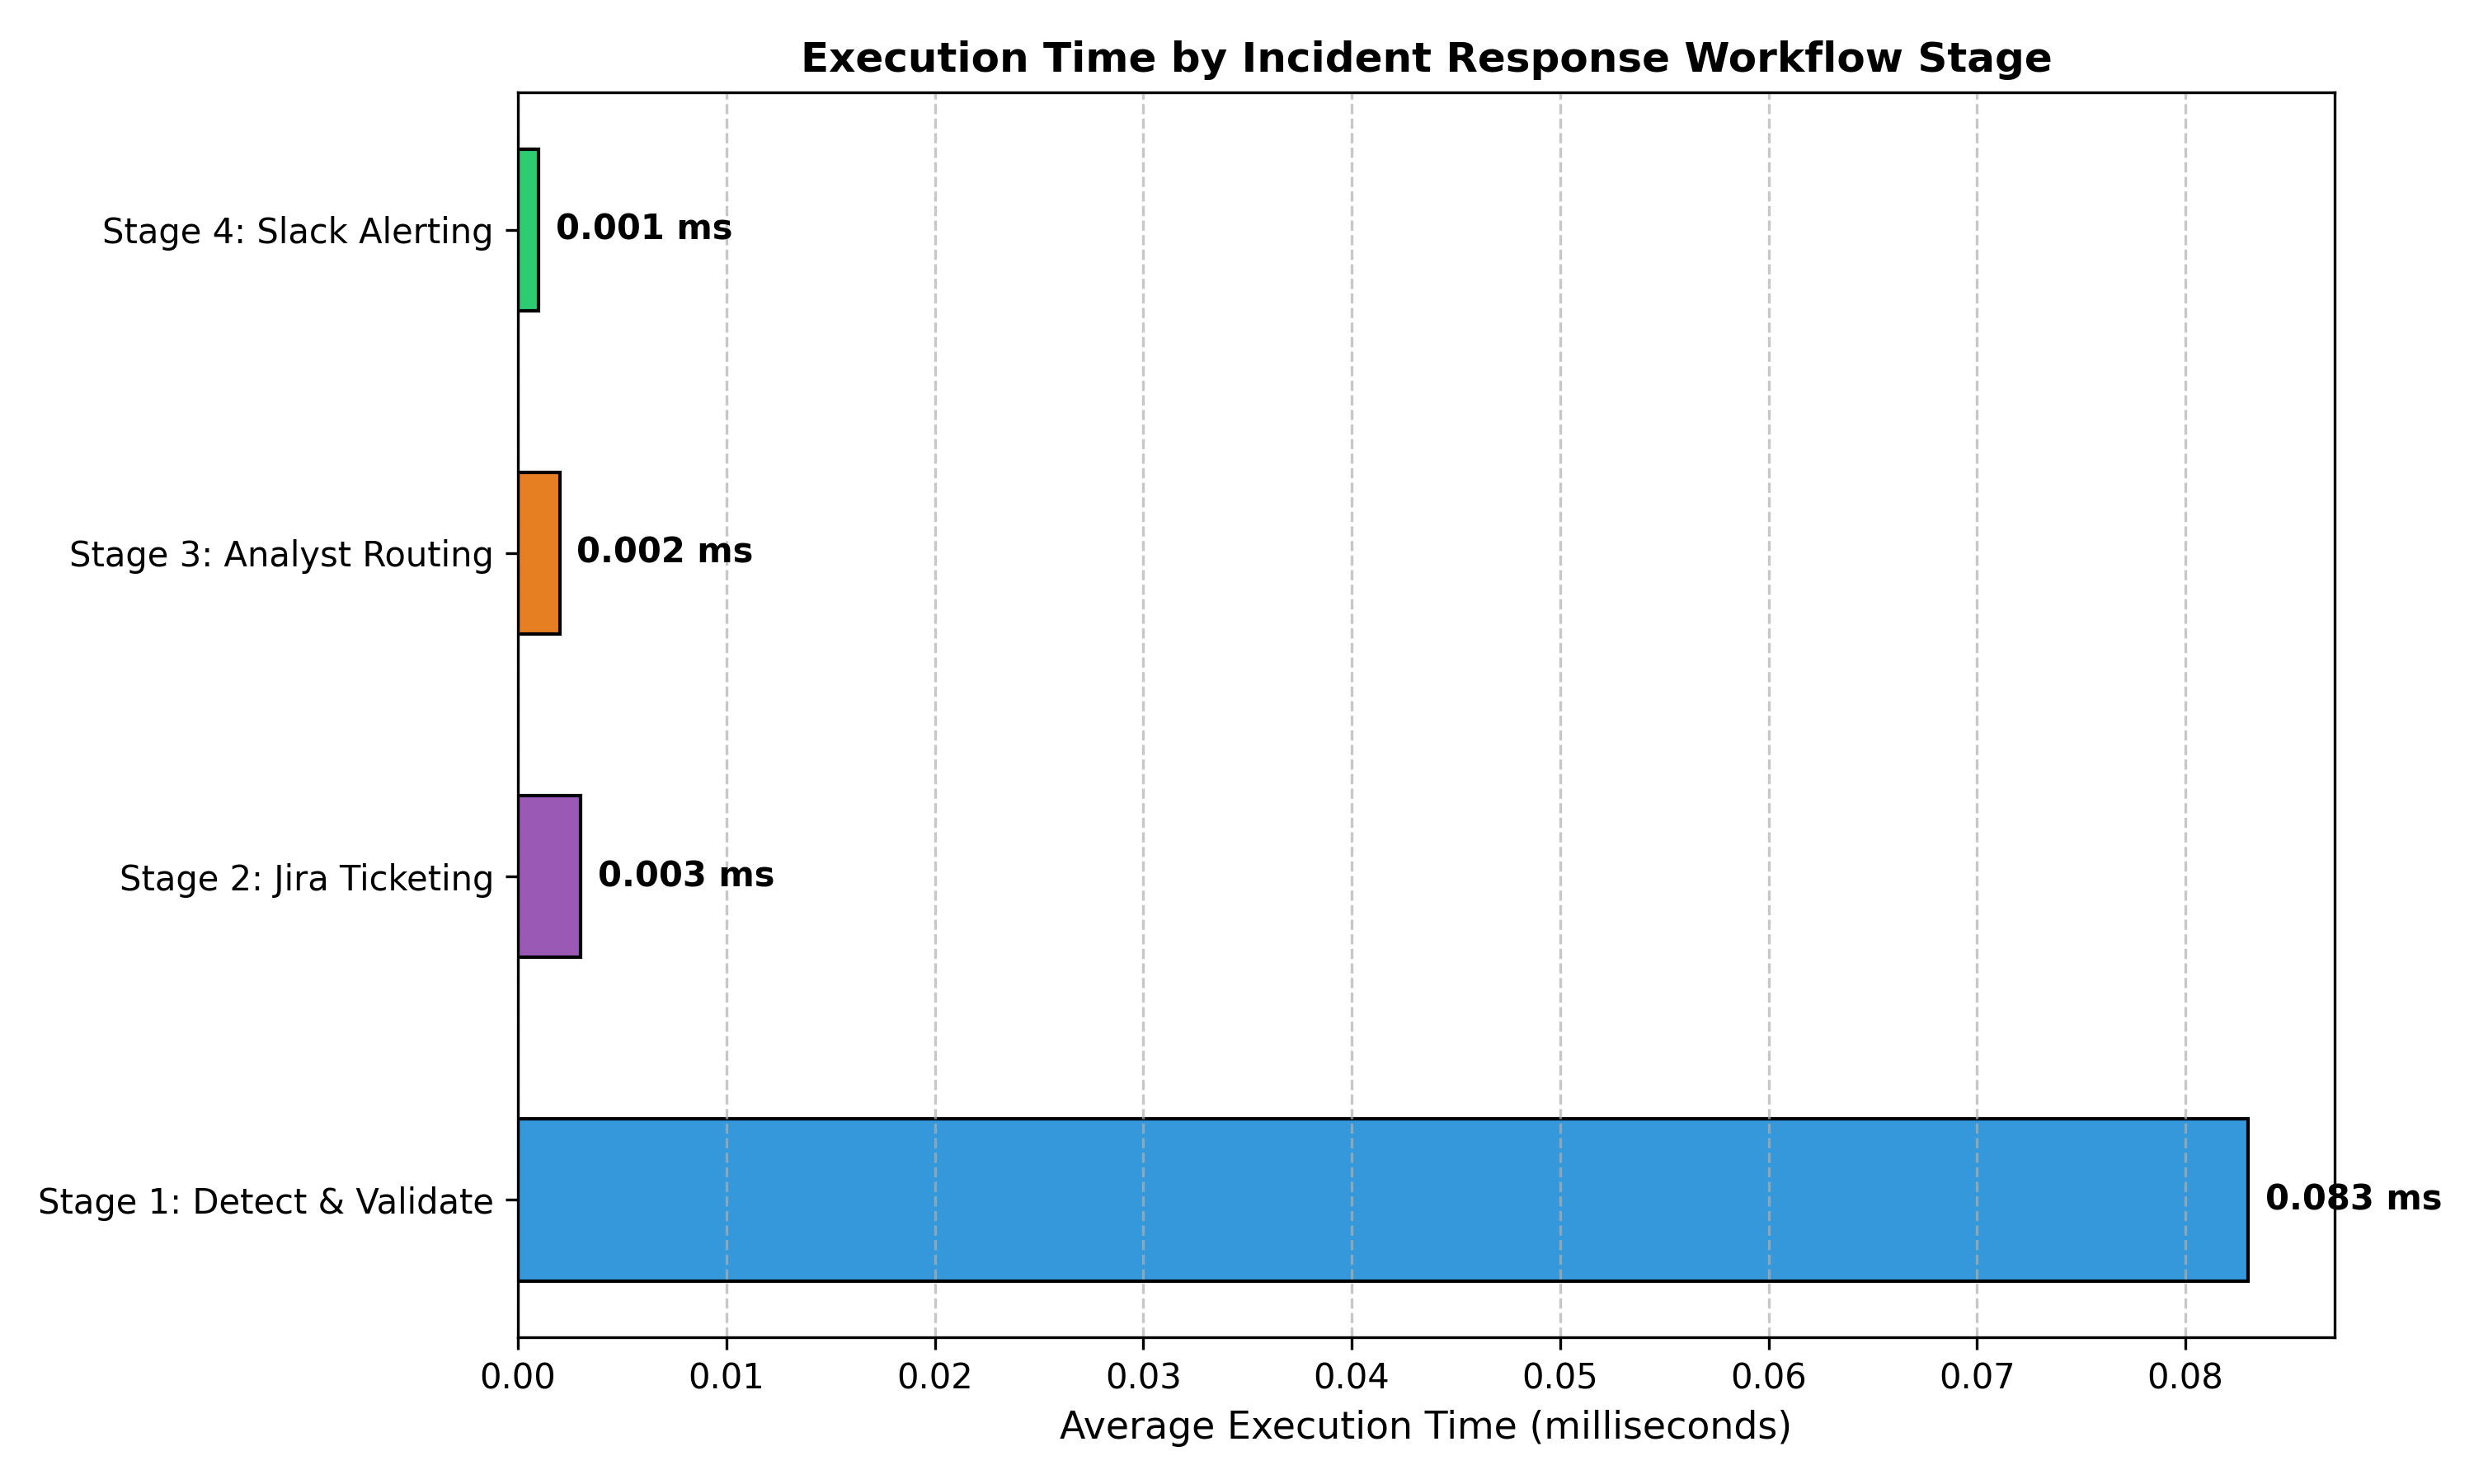 Execution Time by Incident Response Workflow Stage
Stage 4: Slack Alerting
0.001 ms
Stage 3: Analyst Routing
0.002 ms
Stage 2: Jira Ticketing
0.003 ms
Stage 1: Detect & Validate
0.083 ms
0.00 0.01 0.02 0.03 0.04 0.05 0.06 0.07 0.08
Average Execution Time (milliseconds)